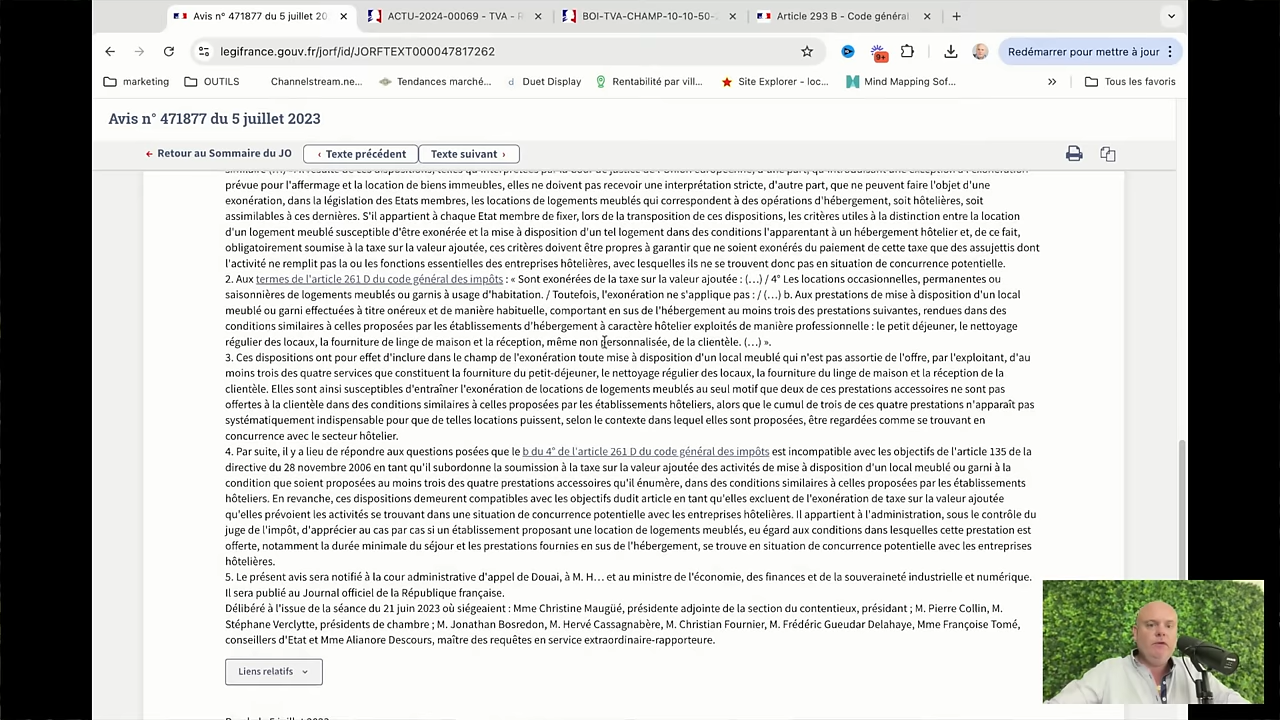 Avis n° 471877 du 5 juillet 20
ACTU-2024-00069 - TVA - R
BOI-TVA-CHAMP-10-10-50-
Article 293 B - Code général
legifrance.gouv.fr/jorf/id/JORFTEXT000047817262
9+
Redémarrer pour mettre à jour
marketing
OUTILS
Channelstream.ne...
Tendances marché...
d Duet Display
Rentabilité par vill...
Site Explorer - loc...
Mind Mapping Sof...
»
Tous les favoris
Avis n° 471877 du 5 juillet 2023
Retour au Sommaire du JO
‹ Texte précédent
Texte suivant ›
prévue pour l'affermage et la location de biens immeubles, elles ne doivent pas recevoir une interprétation stricte, d'autre part, que ne peuvent faire l'objet d'une
exonération, dans la législation des Etats membres, les locations de logements meublés qui correspondent à des opérations d'hébergement, soit hôtelières, soit
assimilables à ces dernières. S'il appartient à chaque Etat membre de fixer, lors de la transposition de ces dispositions, les critères utiles à la distinction entre la location
d'un logement meublé susceptible d'être exonérée et la mise à disposition d'un tel logement dans des conditions l'apparentant à un hébergement hôtelier et, de ce fait,
obligatoirement soumise à la taxe sur la valeur ajoutée, ces critères doivent être propres à garantir que ne soient exonérés du paiement de cette taxe que des assujettis dont
l'activité ne remplit pas la ou les fonctions essentielles des entreprises hôtelières, avec lesquelles ils ne se trouvent donc pas en situation de concurrence potentielle.
2. Aux termes de l'article 261 D du code général des impôts : « Sont exonérées de la taxe sur la valeur ajoutée : (...) / 4° Les locations occasionnelles, permanentes ou
saisonnières de logements meublés ou garnis à usage d'habitation. / Toutefois, l'exonération ne s'applique pas : / (...) b. Aux prestations de mise à disposition d'un local
meublé ou garni effectuées à titre onéreux et de manière habituelle, comportant en sus de l'hébergement au moins trois des prestations suivantes, rendues dans des
conditions similaires à celles proposées par les établissements d'hébergement à caractère hôtelier exploités de manière professionnelle : le petit déjeuner, le nettoyage
régulier des locaux, la fourniture de linge de maison et la réception, même non personnalisée, de la clientèle. (...) ».
3. Ces dispositions ont pour effet d'inclure dans le champ de l'exonération toute mise à disposition d'un local meublé qui n'est pas assortie de l'offre, par l'exploitant, d'au
moins trois des quatre services que constituent la fourniture du petit-déjeuner, le nettoyage régulier des locaux, la fourniture du linge de maison et la réception de la
clientèle. Elles sont ainsi susceptibles d'entraîner l'exonération de locations de logements meublés au seul motif que deux de ces prestations accessoires ne sont pas
offertes à la clientèle dans des conditions similaires à celles proposées par les établissements hôteliers, alors que le cumul de trois de ces quatre prestations n'apparaît pas
systématiquement indispensable pour que de telles locations puissent, selon le contexte dans lequel elles sont proposées, être regardées comme se trouvant en
concurrence avec le secteur hôtelier.
4. Par suite, il y a lieu de répondre aux questions posées que le b du 4° de l'article 261 D du code général des impôts est incompatible avec les objectifs de l'article 135 de la
directive du 28 novembre 2006 en tant qu'il subordonne la soumission à la taxe sur la valeur ajoutée des activités de mise à disposition d'un local meublé ou garni à la
condition que soient proposées au moins trois des quatre prestations accessoires qu'il énumère, dans des conditions similaires à celles proposées par les établissements
hôteliers. En revanche, ces dispositions demeurent compatibles avec les objectifs dudit article en tant qu'elles excluent de l'exonération de taxe sur la valeur ajoutée
qu'elles prévoient les activités se trouvant dans une situation de concurrence potentielle avec les entreprises hôtelières. Il appartient à l'administration, sous le contrôle du
juge de l'impôt, d'apprécier au cas par cas si un établissement proposant une location de logements meublés, eu égard aux conditions dans lesquelles cette prestation est
offerte, notamment la durée minimale du séjour et les prestations fournies en sus de l'hébergement, se trouve en situation de concurrence potentielle avec les entreprises
hôtelières.
5. Le présent avis sera notifié à la cour administrative d'appel de Douai, à M. H... et au ministre de l'économie, des finances et de la souveraineté industrielle et numérique.
Il sera publié au Journal officiel de la République française.
Délibéré à l'issue de la séance du 21 juin 2023 où siégeaient : Mme Christine Maugüé, présidente adjointe de la section du contentieux, présidant ; M. Pierre Collin, M.
Stéphane Verclytte, présidents de chambre ; M. Jonathan Bosredon, M. Hervé Cassagnabère, M. Christian Fournier, M. Frédéric Gueudar Delahaye, Mme Françoise Tomé,
conseillers d'Etat et Mme Alianore Descours, maître des requêtes en service extraordinaire-rapporteure.
Liens relatifs